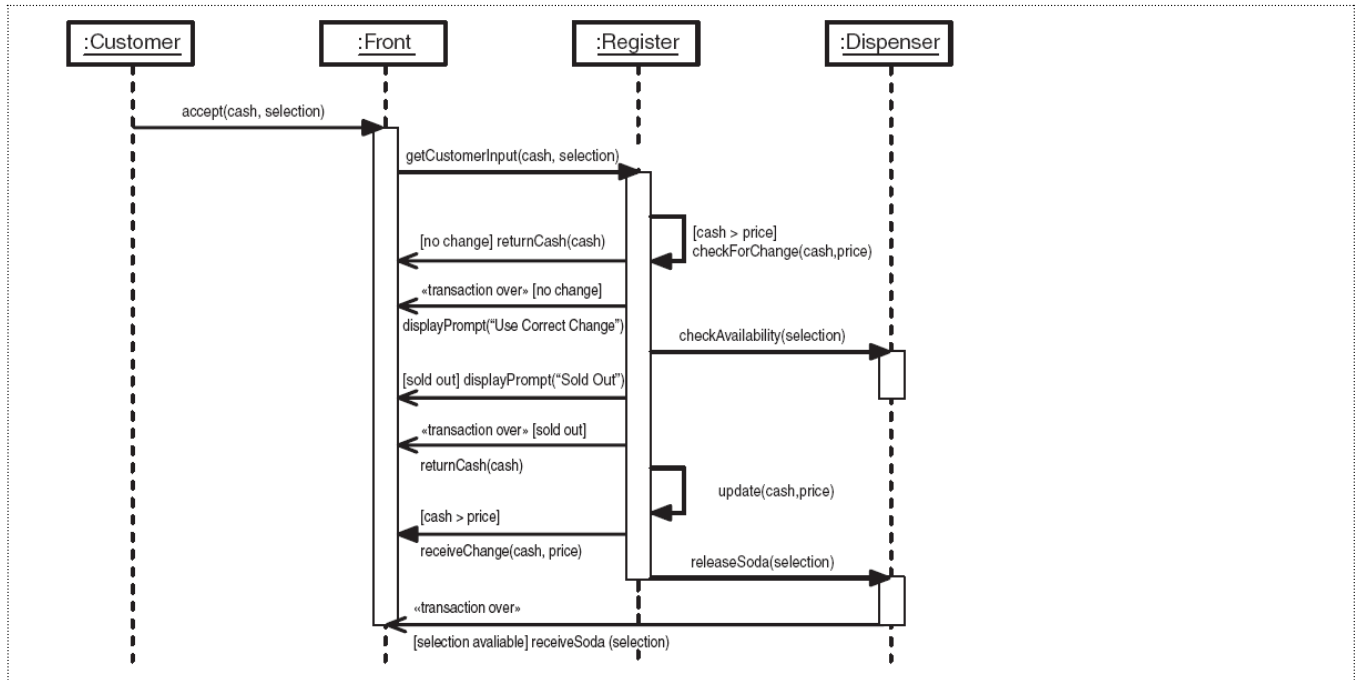 :Customer
:Front
:Register
:Dispenser
accept(cash, selection)
getCustomerInput(cash, selection)
[cash > price]
checkForChange(cash,price)
[no change] returnCash(cash)
«transaction over» [no change]
displayPrompt(“Use Correct Change”)
checkAvailability(selection)
[sold out] displayPrompt(“Sold Out”)
«transaction over» [sold out]
returnCash(cash)
update(cash,price)
[cash > price]
receiveChange(cash, price)
releaseSoda(selection)
«transaction over»
[selection avaliable] receiveSoda (selection)